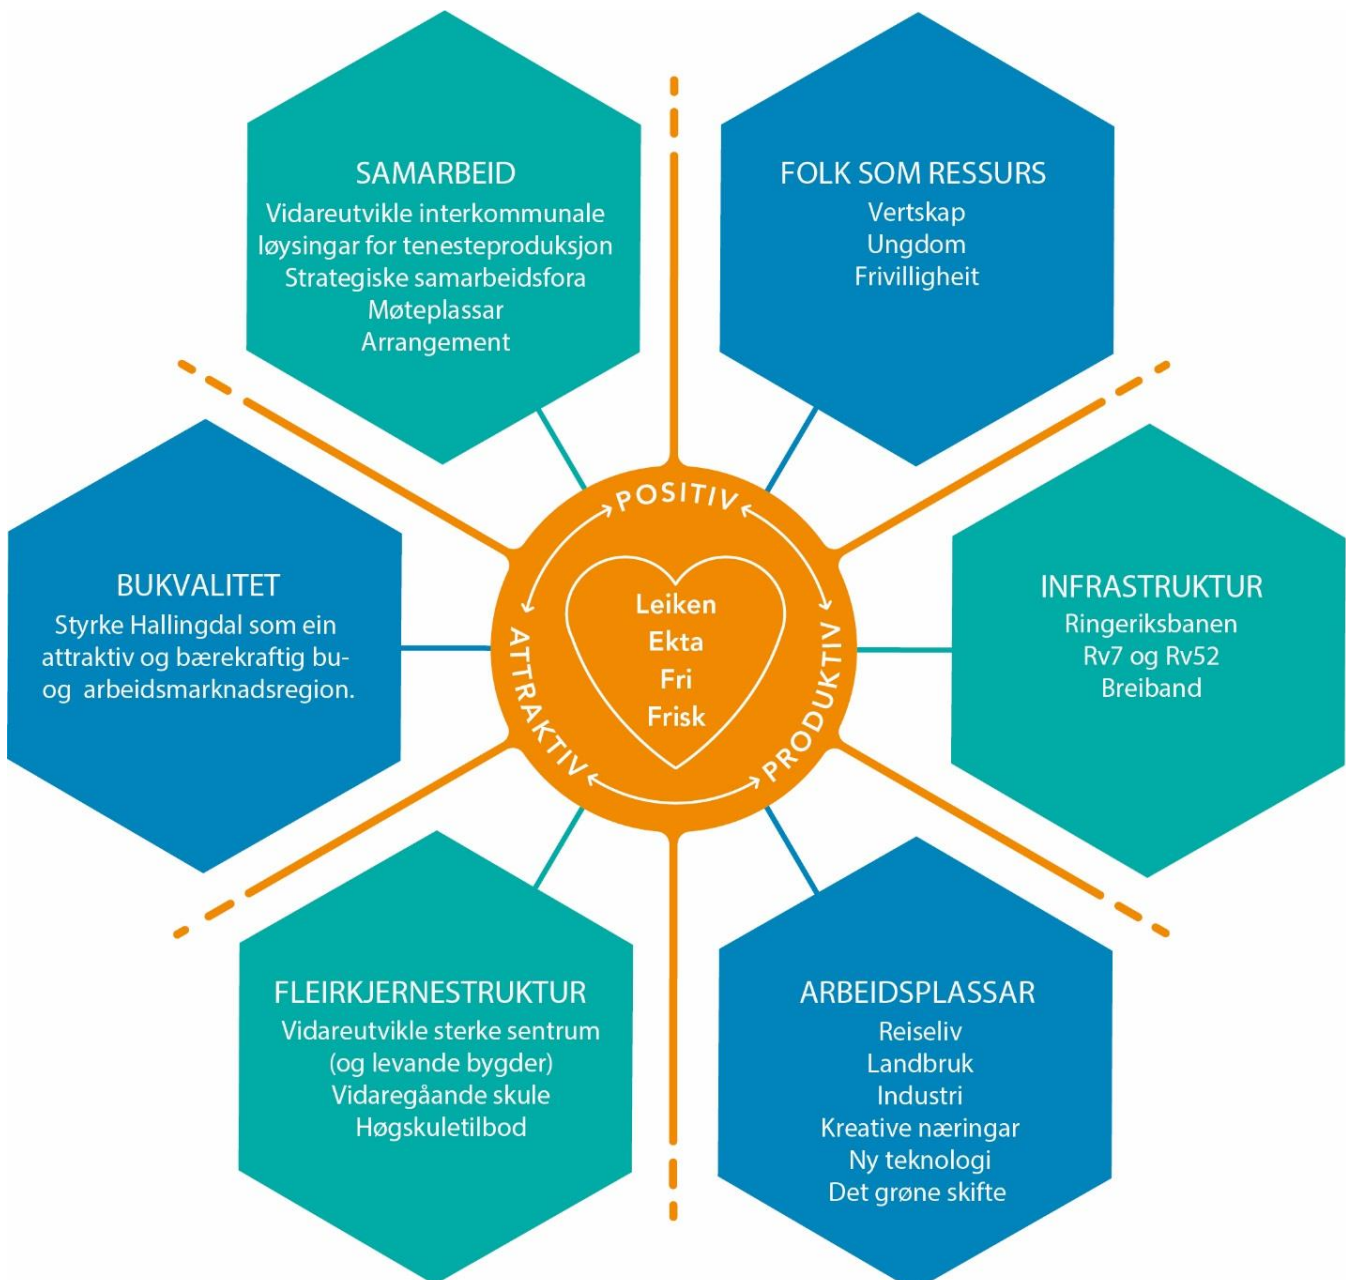 SAMARBEID
Vidareutvikle interkommunale
løysingar for tenesteproduksjon
Strategiske samarbeidsfora
Møteplassar
Arrangement
FOLK SOM RESSURS
Vertskap
Ungdom
Frivilligheit
BUKVALITET
Styrke Hallingdal som ein
attraktiv og bærekraftig bu-
og arbeidsmarknadsregion.
POSITIV
ATTRAKTIV
PRODUKTIV
Leiken
Ekta
Fri
Frisk
INFRASTRUKTUR
Ringeriksbanen
Rv7 og Rv52
Breiband
FLEIRKJERNESTRUKTUR
Vidareutvikle sterke sentrum
(og levande bygder)
Vidaregåande skule
Høgskuletilbod
ARBEIDSPLASSAR
Reiseliv
Landbruk
Industri
Kreative næringar
Ny teknologi
Det grøne skifte